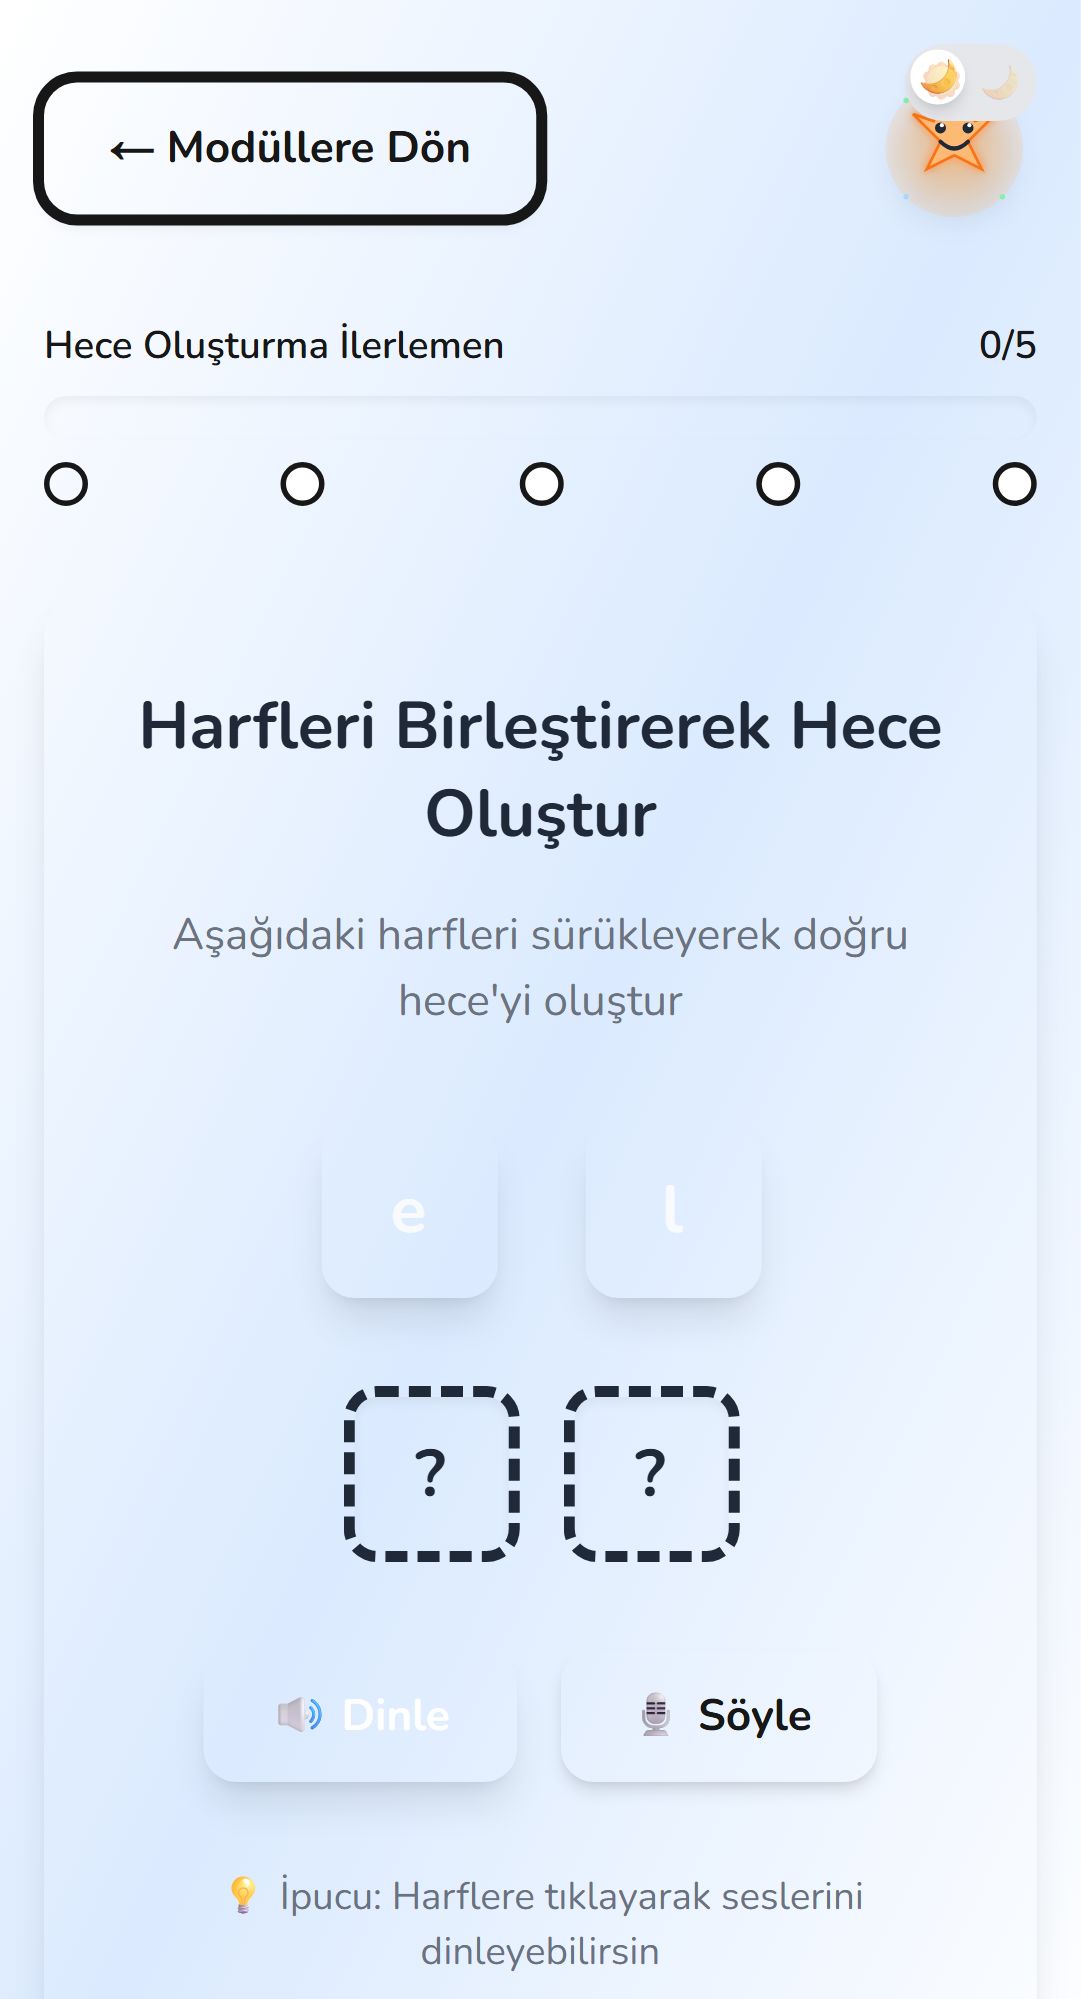 ← Modüllere Dön
Hece Oluşturma İlerlemen 0/5
Harfleri Birleştirerek Hece
Oluştur
Aşağıdaki harfleri sürükleyerek doğru
hece'yi oluştur
e l
? ?
Dinle Söyle
İpucu: Harflere tıklayarak seslerini
dinleyebilirsin